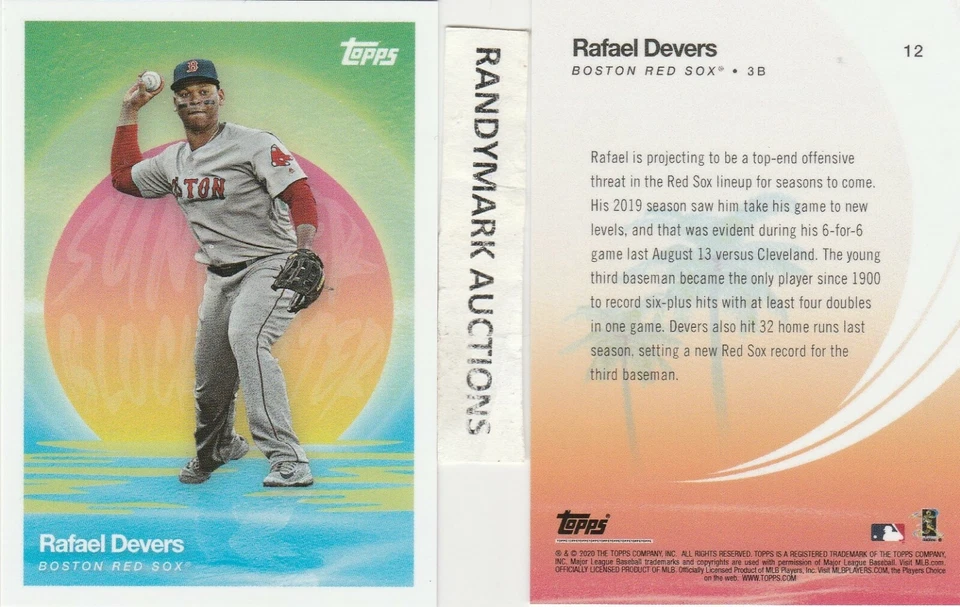 Topps
B
STON
SUMMER
BLOCKBUSTER
Rafael Devers
BOSTON RED SOX®
RANDYMARK AUCTIONS
Rafael Devers 12
BOSTON RED SOX® • 3B
Rafael is projecting to be a top-end offensive
threat in the Red Sox lineup for seasons to come.
His 2019 season saw him take his game to new
levels, and that was evident during his 6-for-6
game last August 13 versus Cleveland. The young
third baseman became the only player since 1900
to record six-plus hits with at least four doubles
in one game. Devers also hit 32 home runs last
season, setting a new Red Sox record for the
third baseman.
Topps®
® & © 2020 THE TOPPS COMPANY, INC. ALL RIGHTS RESERVED. TOPPS IS A REGISTERED TRADEMARK OF THE TOPPS COMPANY,
INC. Major League Baseball trademarks and copyrights are used with permission of Major League Baseball. Visit MLB.com.
OFFICIALLY LICENSED PRODUCT OF MLB. Officially Licensed Product of MLB Players, Inc. Visit MLBPLAYERS.COM, the Players Choice
on the web. WWW.TOPPS.COM